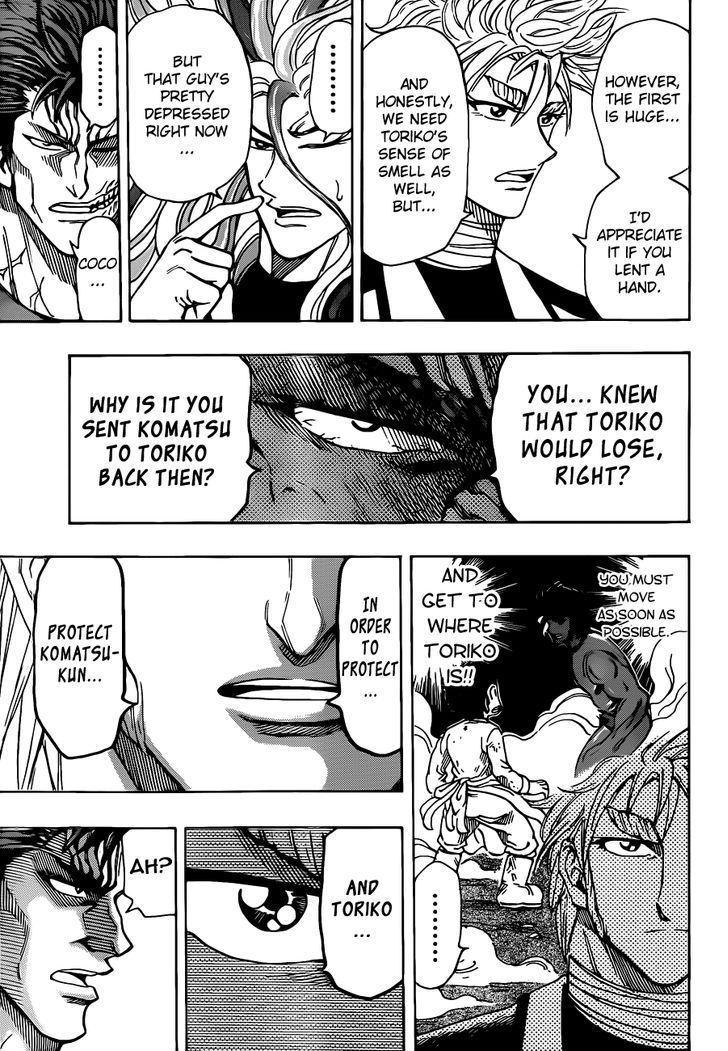 HOWEVER,
THE FIRST
IS HUGE...
I'D
APPRECIATE
IT IF YOU
LENT A
HAND.
AND
HONESTLY,
WE NEED
TORIKO'S
SENSE OF
SMELL AS
WELL,
BUT...
........
BUT
THAT GUY'S
PRETTY
DEPRESSED
RIGHT NOW
...
........
COCO
...
YOU... KNEW
THAT TORIKO
WOULD LOSE,
RIGHT?
WHY IS IT YOU
SENT KOMATSU
TO TORIKO
BACK THEN?
YOU MUST
MOVE
AS SOON AS
POSSIBLE.
AND
GET TO
WHERE
TORIKO
IS!!
........
IN
ORDER
TO
PROTECT
...
PROTECT
KOMATSU-
KUN...
AND
TORIKO
...
AH?